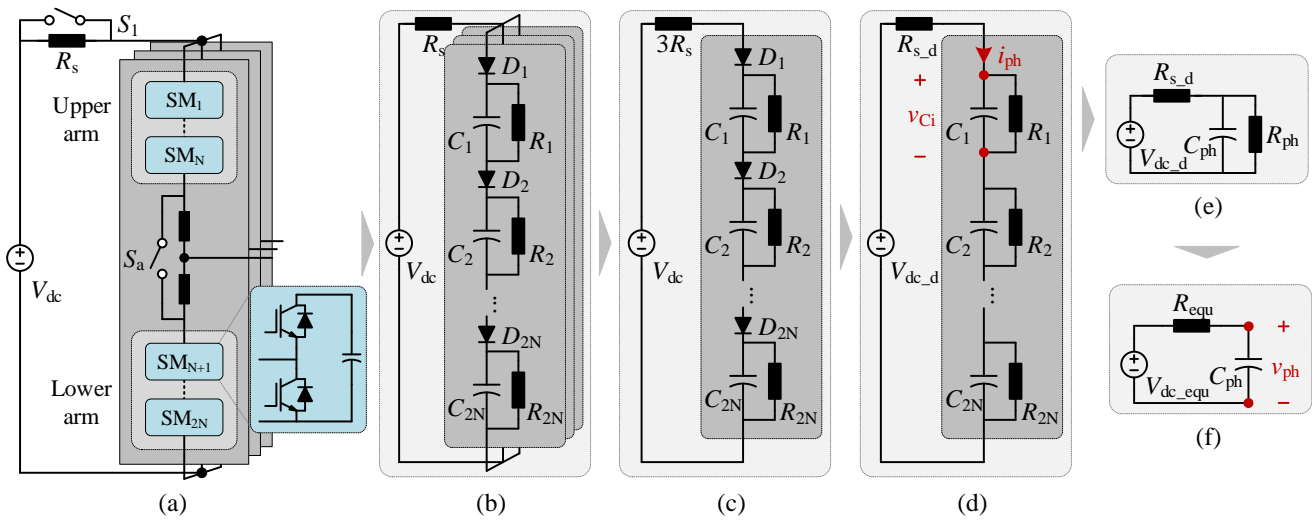 S1
Rs
Upper
arm
SM1
SMN
Sa
+
−
Vdc
SMN+1
Lower
arm
SM2N
(a)
Rs
D1
C1
R1
D2
C2
R2
+
−
Vdc
...
D2N
C2N
R2N
(b)
3Rs
D1
C1
R1
D2
C2
R2
+
−
Vdc
...
D2N
C2N
R2N
(c)
Rs_d
iph
+
vCi
−
C1
R1
C2
R2
+
−
Vdc_d
...
C2N
R2N
(d)
Rs_d
+
−
Vdc_d
Cph
Rph
(e)
Requ
+
−
Vdc_equ
Cph
+
vph
−
(f)